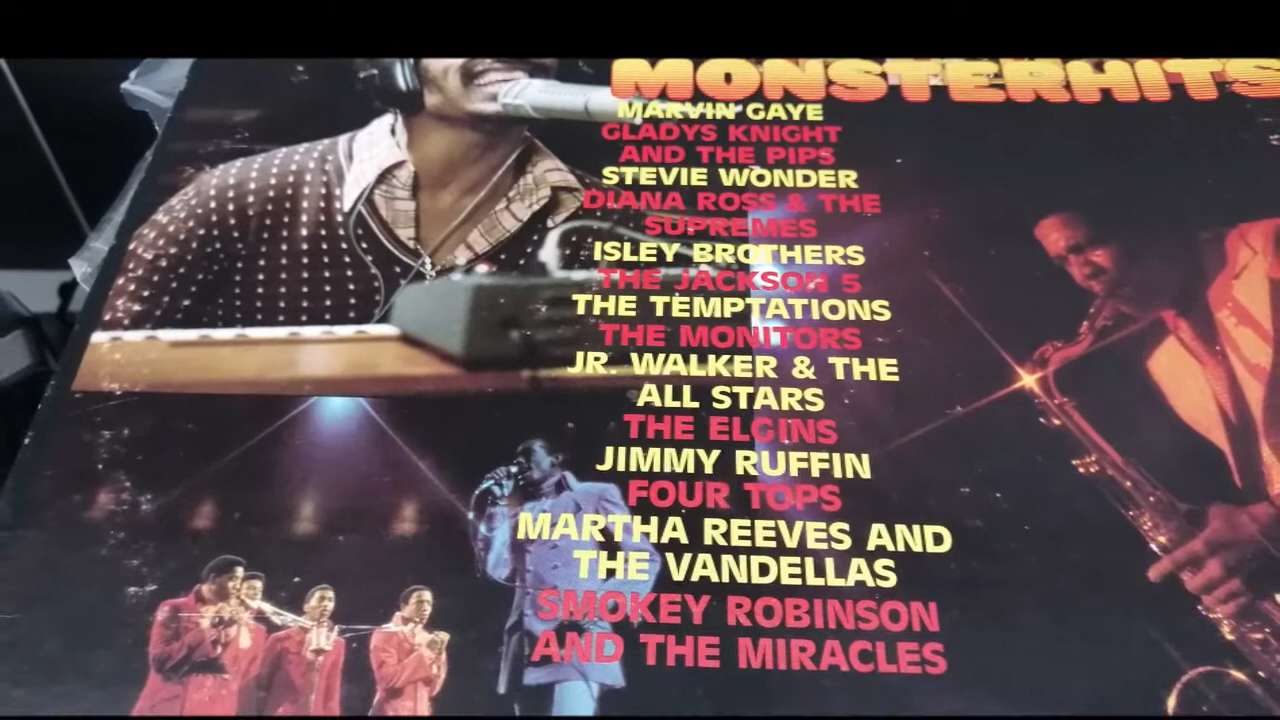 MONSTERHITS
MARVIN GAYE
GLADYS KNIGHT
AND THE PIPS
STEVIE WONDER
DIANA ROSS & THE
SUPREMES
ISLEY BROTHERS
THE JACKSON 5
THE TEMPTATIONS
THE MONITORS
JR. WALKER & THE
ALL STARS
THE ELGINS
JIMMY RUFFIN
FOUR TOPS
MARTHA REEVES AND
THE VANDELLAS
SMOKEY ROBINSON
AND THE MIRACLES